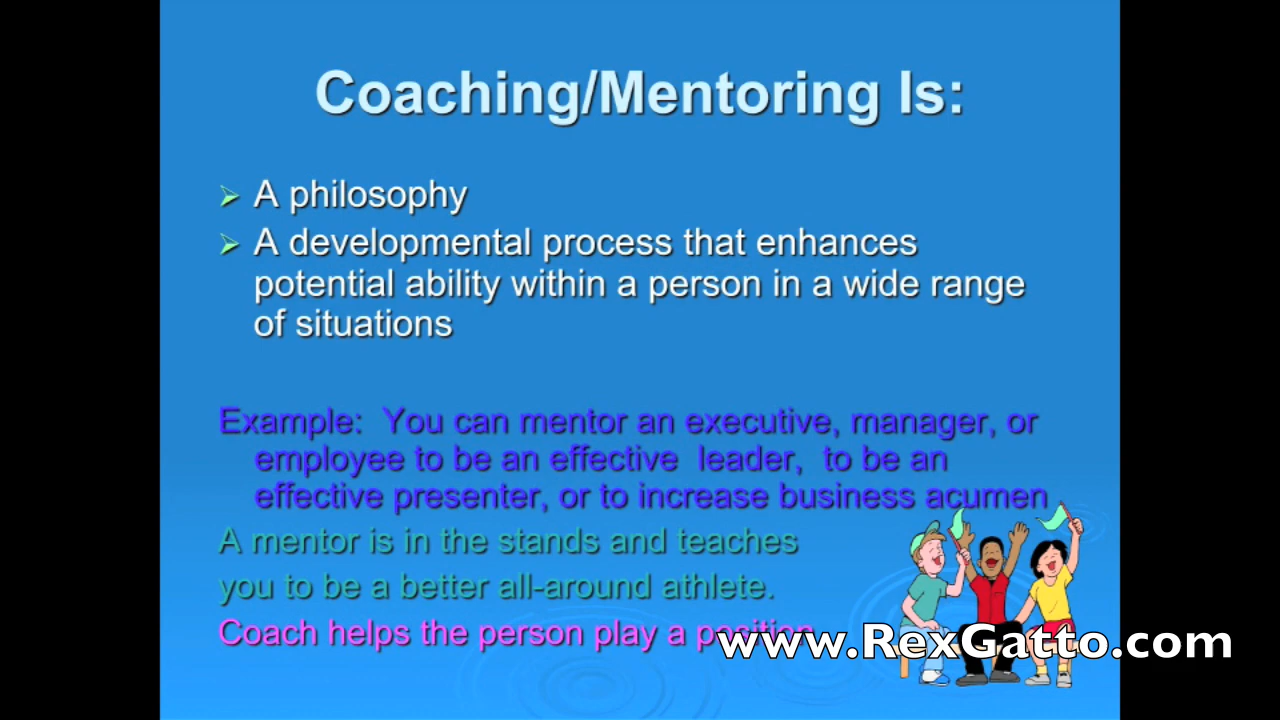 Coaching/Mentoring Is:
A philosophy
A developmental process that enhances
potential ability within a person in a wide range
of situations
Example: You can mentor an executive, manager, or
employee to be an effective leader, to be an
effective presenter, or to increase business acumen
A mentor is in the stands and teaches
you to be a better all-around athlete.
Coach helps the person play a position
www.RexGatto.com